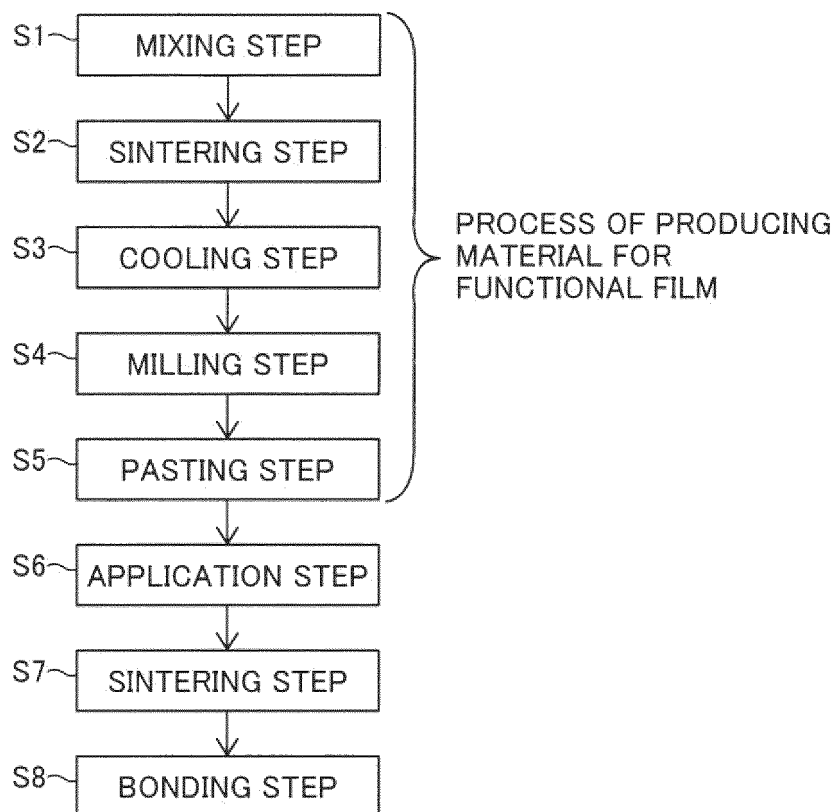 S1 MIXING STEP
S2 SINTERING STEP
S3 COOLING STEP
PROCESS OF PRODUCING
MATERIAL FOR
FUNCTIONAL FILM
S4 MILLING STEP
S5 PASTING STEP
S6 APPLICATION STEP
S7 SINTERING STEP
S8 BONDING STEP